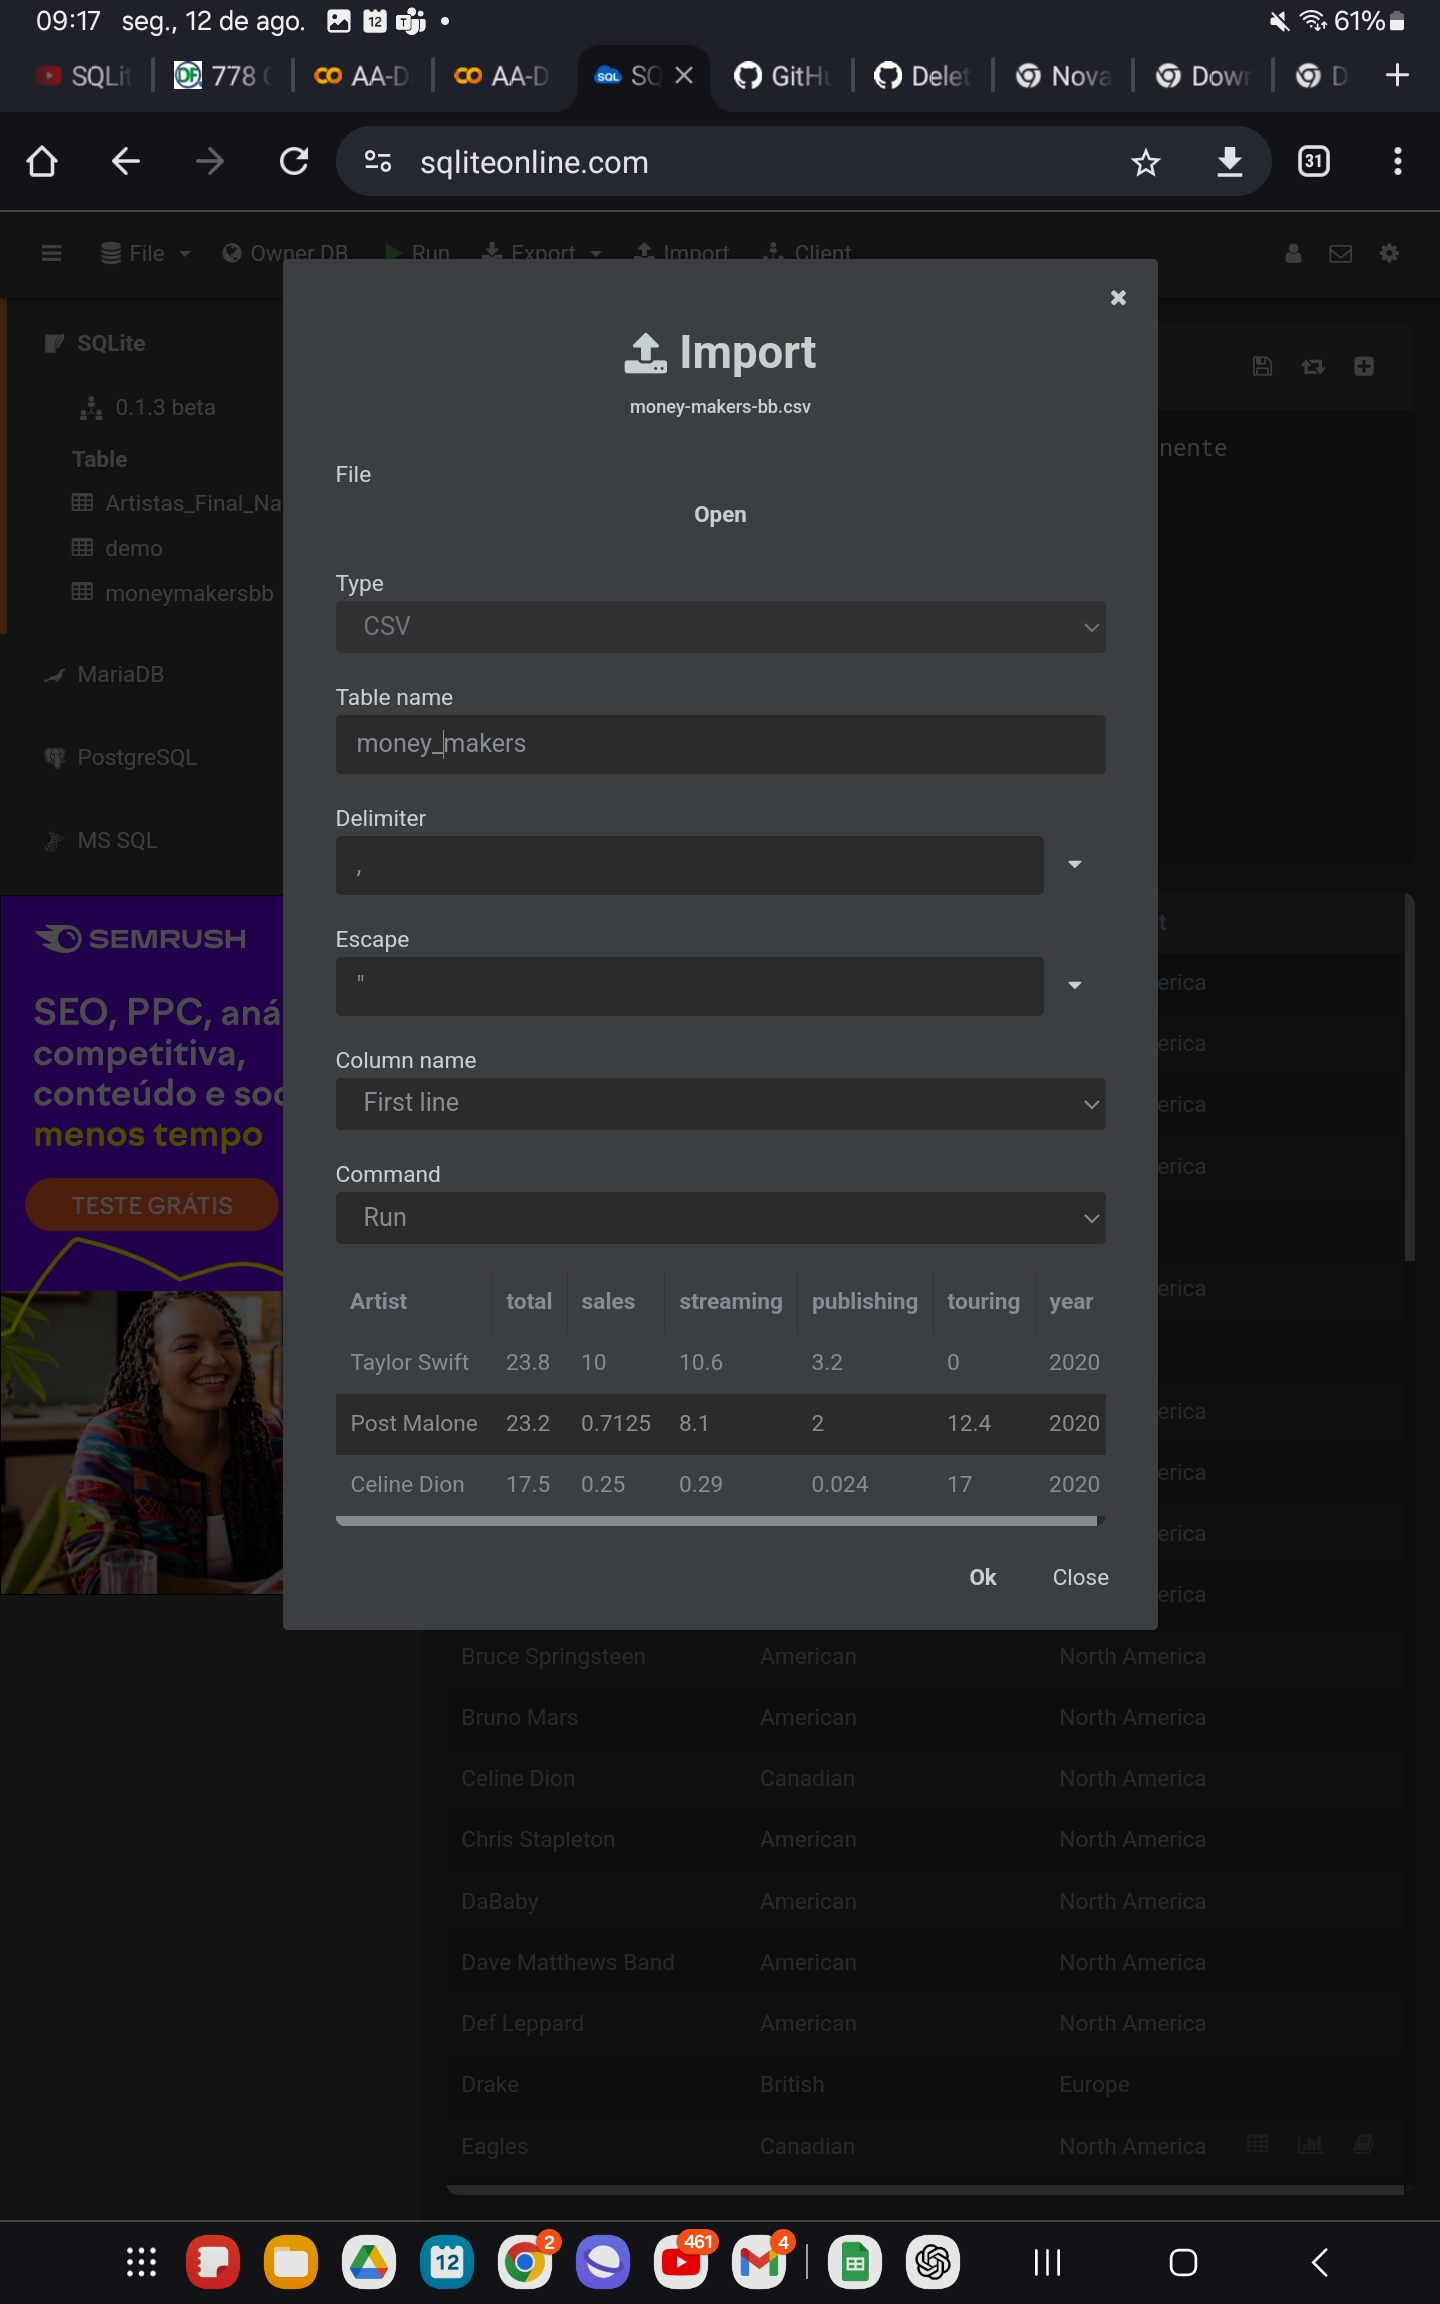 09:17 seg., 12 de ago. 12 61%
SQLit 778 AA-D AA-D SQ GitHu Delet Nova Down D
sqliteonline.com 31
File Owner DB Run Export Import Client
SQLite
0.1.3 beta
Table
Artistas_Final_Na
demo
moneymakersbb
MariaDB
PostgreSQL
MS SQL
SEMRUSH
SEO, PPC, aná
competitiva,
conteúdo e soc
menos tempo
TESTE GRÁTIS
Import
money-makers-bb.csv
File
Open
Type
CSV
Table name
money_makers
Delimiter
,
Escape
"
Column name
First line
Command
Run
Artist total sales streaming publishing touring year
Taylor Swift 23.8 10 10.6 3.2 0 2020
Post Malone 23.2 0.7125 8.1 2 12.4 2020
Celine Dion 17.5 0.25 0.29 0.024 17 2020
Ok Close
nente
t
erica
erica
erica
erica
erica
erica
erica
erica
erica
Bruce Springsteen American North America
Bruno Mars American North America
Celine Dion Canadian North America
Chris Stapleton American North America
DaBaby American North America
Dave Matthews Band American North America
Def Leppard American North America
Drake British Europe
Eagles Canadian North America
12 2 461 4